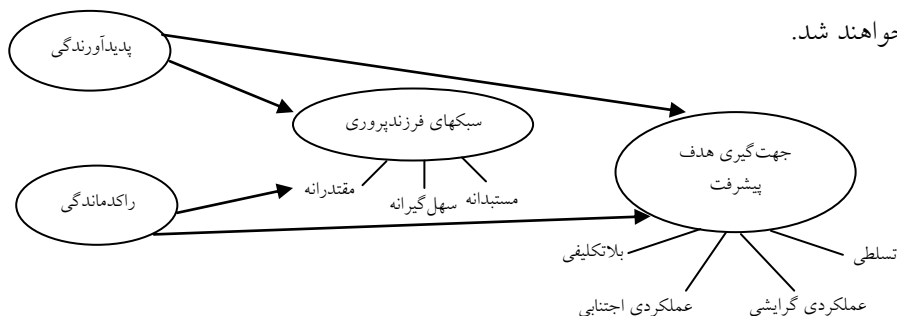 خواهند شد.
پدیدآورندگی
سبکهای فرزندپروری
جهت‌گیری هدف
پیشرفت
راکدماندگی
مقتدرانه
سهل‌گیرانه
مستبدانه
بلاتکلیفی
تسلطی
عملکردی اجتنابی
عملکردی گرایشی